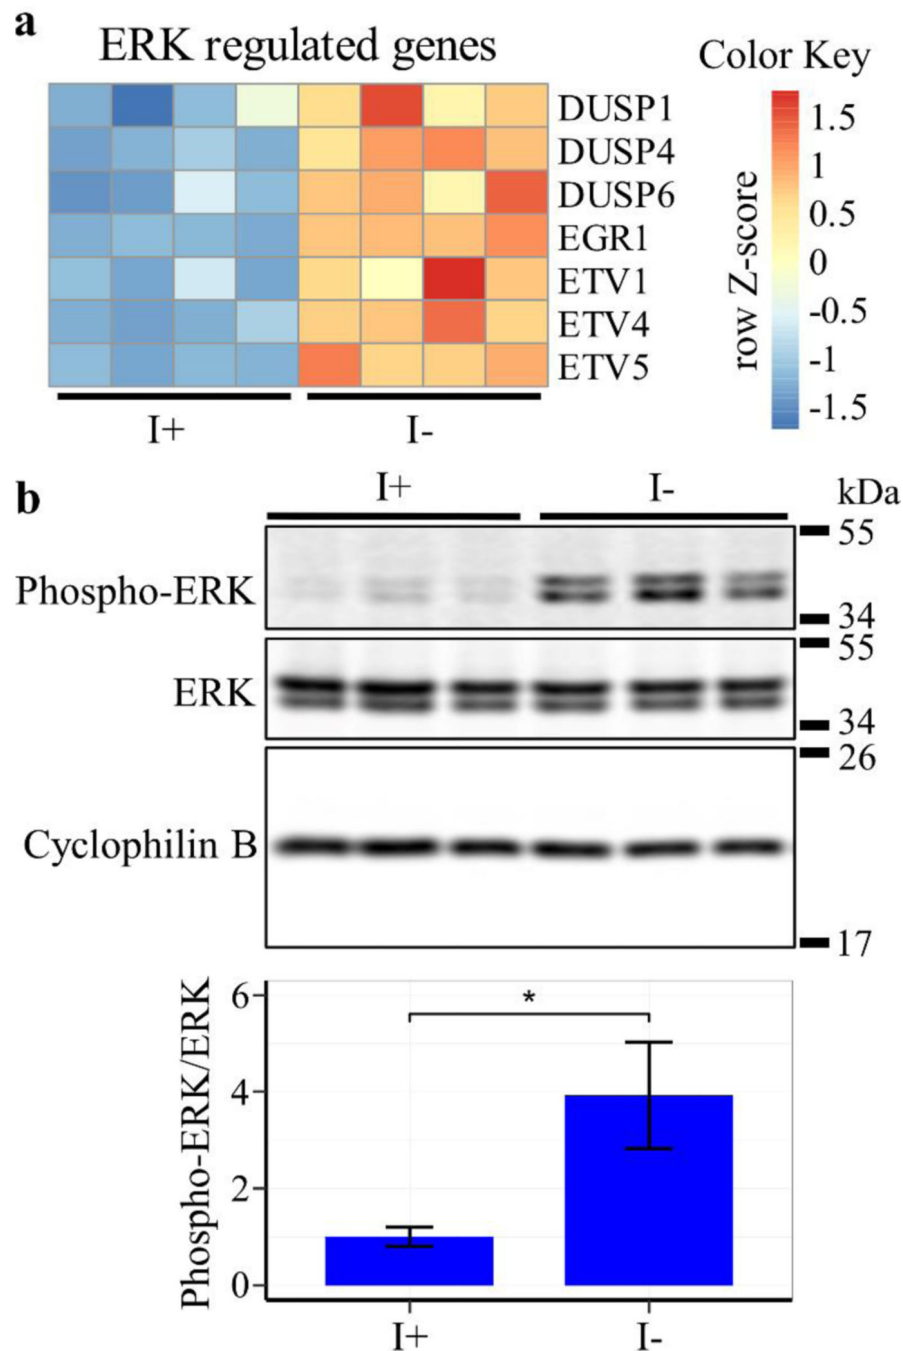 a
ERK regulated genes
Color Key
DUSP1
DUSP4
DUSP6
EGR1
ETV1
ETV4
ETV5
row Z-score
1.5
1
0.5
0
-0.5
-1
-1.5
I+
I-
b
I+
I-
kDa
Phospho-ERK
55
34
ERK
55
34
Cyclophilin B
26
17
Phospho-ERK/ERK
6
4
2
0
*
I+
I-